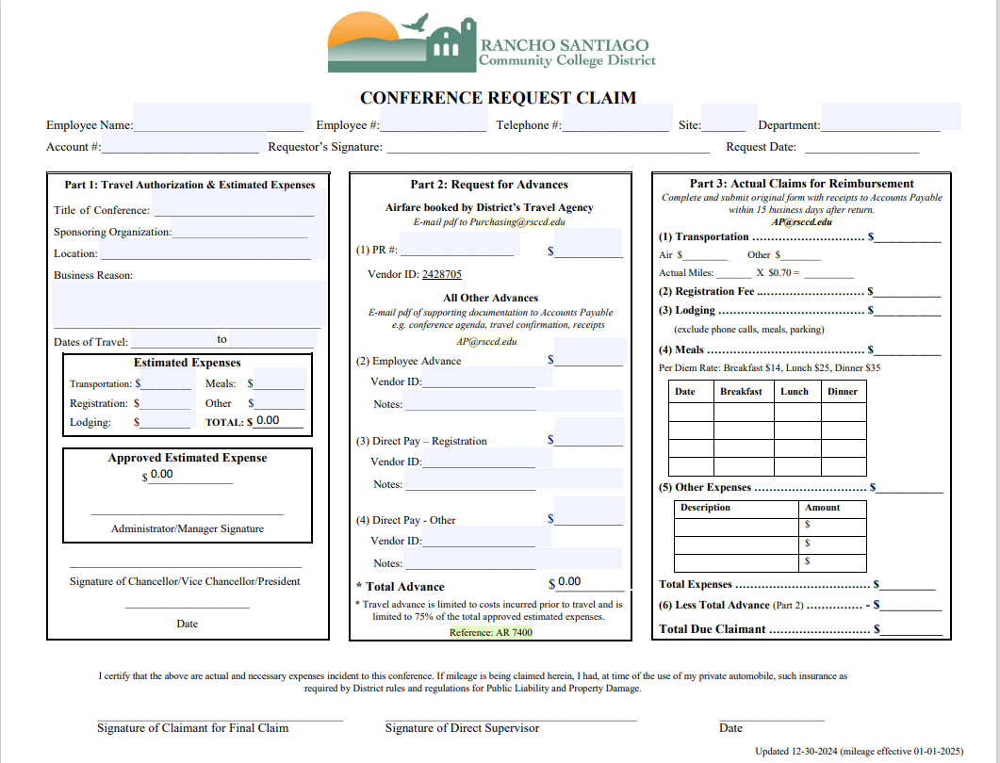 RANCHO SANTIAGO
Community College District
CONFERENCE REQUEST CLAIM
Employee Name: Employee #: Telephone #: Site: Department:
Account #: Requestor's Signature: Request Date:
Part 1: Travel Authorization & Estimated Expenses
Title of Conference:
Sponsoring Organization:
Location:
Business Reason:
Dates of Travel: to
Estimated Expenses
Transportation: $ Meals: $
Registration: $ Other $
Lodging: $ TOTAL: $ 0.00
Approved Estimated Expense
$ 0.00
Administrator/Manager Signature
Signature of Chancellor/Vice Chancellor/President
Date
Part 2: Request for Advances
Airfare booked by District's Travel Agency
E-mail pdf to Purchasing@rsccd.edu
(1) PR #: $
Vendor ID: 2428705
All Other Advances
E-mail pdf of supporting documentation to Accounts Payable
e.g. conference agenda, travel confirmation, receipts
AP@rsccd.edu
(2) Employee Advance $
Vendor ID:
Notes:
(3) Direct Pay – Registration $
Vendor ID:
Notes:
(4) Direct Pay - Other $
Vendor ID:
Notes:
* Total Advance $ 0.00
* Travel advance is limited to costs incurred prior to travel and is
limited to 75% of the total approved estimated expenses.
Reference: AR 7400
Part 3: Actual Claims for Reimbursement
Complete and submit original form with receipts to Accounts Payable
within 15 business days after return.
AP@rsccd.edu
(1) Transportation ................................ $
Air $ Other $
Actual Miles: X $0.70 =
(2) Registration Fee ............................. $
(3) Lodging ......................................... $
(exclude phone calls, meals, parking)
(4) Meals ............................................ $
Per Diem Rate: Breakfast $14, Lunch $25, Dinner $35
Date Breakfast Lunch Dinner
(5) Other Expenses ................................ $
Description Amount
$
$
$
Total Expenses ........................................ $
(6) Less Total Advance (Part 2) ............... - $
Total Due Claimant ............................ $
I certify that the above are actual and necessary expenses incident to this conference. If mileage is being claimed herein, I had, at time of the use of my private automobile, such insurance as
required by District rules and regulations for Public Liability and Property Damage.
Signature of Claimant for Final Claim Signature of Direct Supervisor Date
Updated 12-30-2024 (mileage effective 01-01-2025)